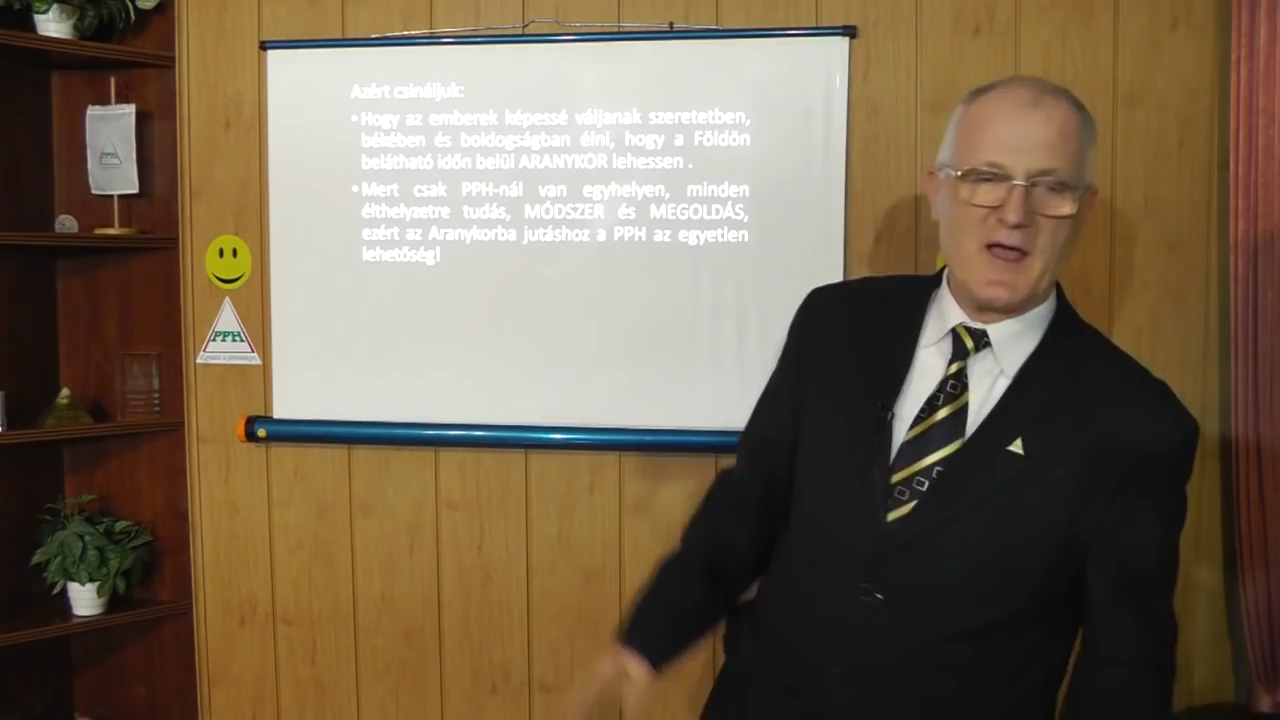 Azért csináljuk:
• Hogy az emberek képessé váljanak szeretetben,
békében és boldogságban élni, hogy a Földön
belátható időn belül ARANYKOR lehessen .
• Mert csak PPH-nál van egyhelyen, minden
élthelyzetre tudás, MÓDSZER és MEGOLDÁS,
ezért az Aranykorba jutáshoz a PPH az egyetlen
lehetőség!
PPH